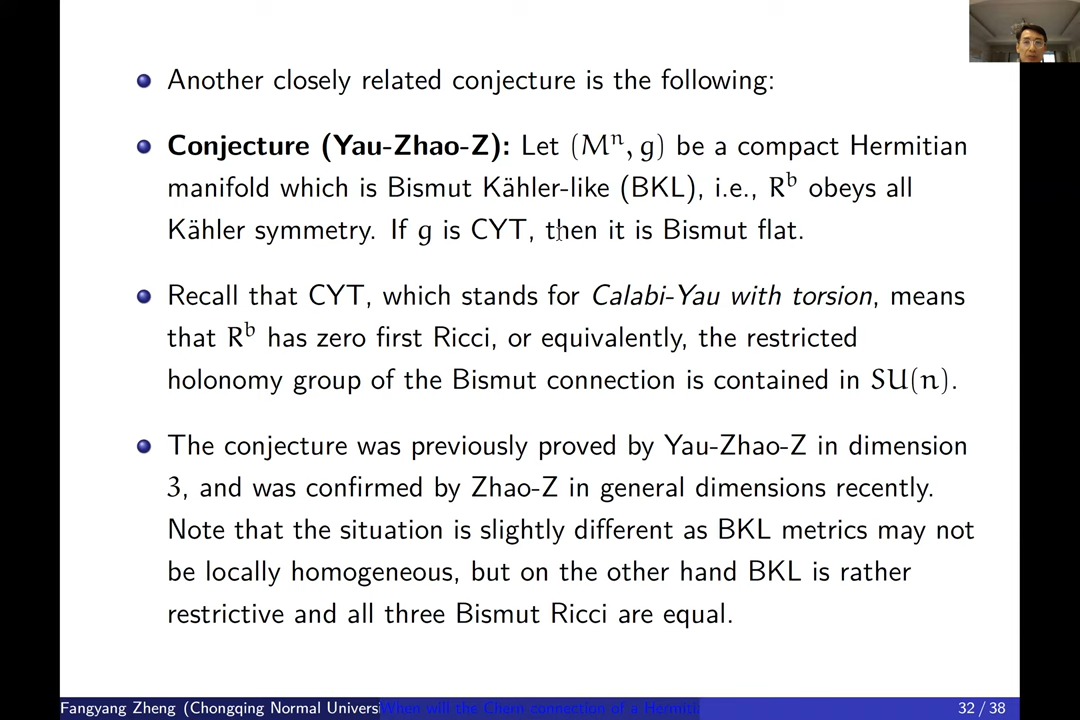 Another closely related conjecture is the following:
Conjecture (Yau-Zhao-Z): Let (Mⁿ, g) be a compact Hermitian
manifold which is Bismut Kähler-like (BKL), i.e., Rᵇ obeys all
Kähler symmetry. If g is CYT, then it is Bismut flat.
Recall that CYT, which stands for Calabi-Yau with torsion, means
that Rᵇ has zero first Ricci, or equivalently, the restricted
holonomy group of the Bismut connection is contained in SU(n).
The conjecture was previously proved by Yau-Zhao-Z in dimension
3, and was confirmed by Zhao-Z in general dimensions recently.
Note that the situation is slightly different as BKL metrics may not
be locally homogeneous, but on the other hand BKL is rather
restrictive and all three Bismut Ricci are equal.
Fangyang Zheng (Chongqing Normal Universi When will the Chern connection of a Hermiti 32 / 38